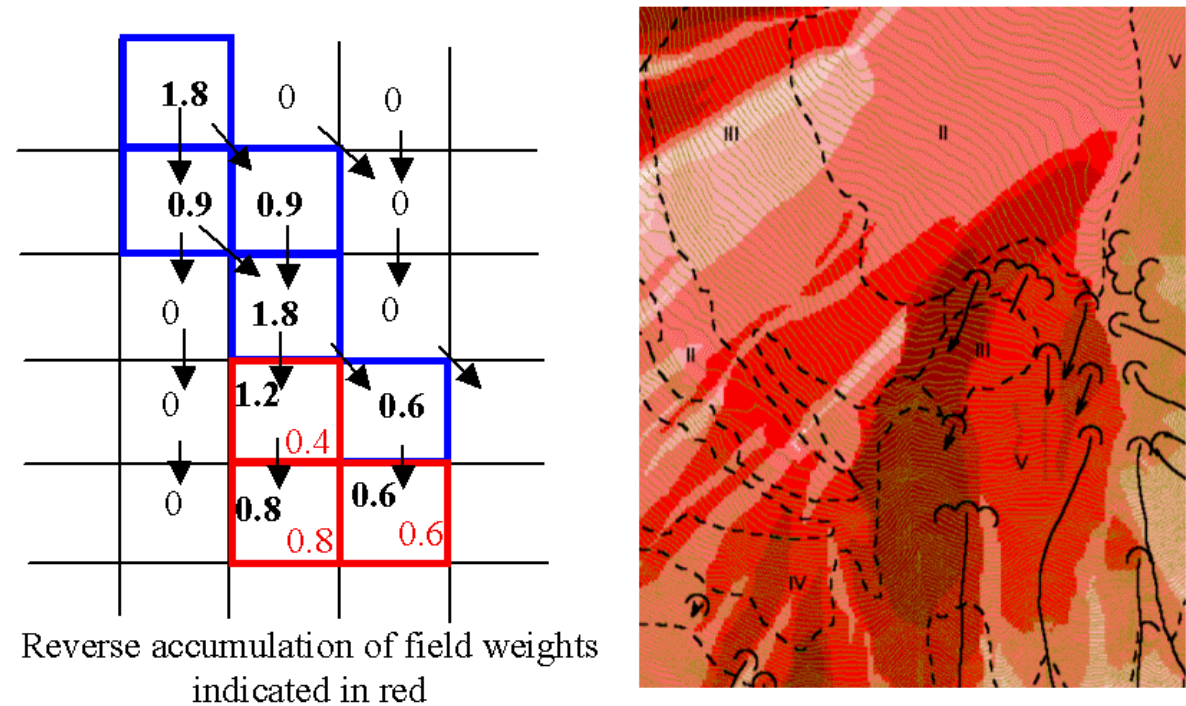 1.8 0 0
0.9 0.9 0
0 1.8 0
0 1.2 0.4 0.6
0 0.8 0.8 0.6 0.6
Reverse accumulation of field weights
indicated in red
V
III II
II III
V
IV